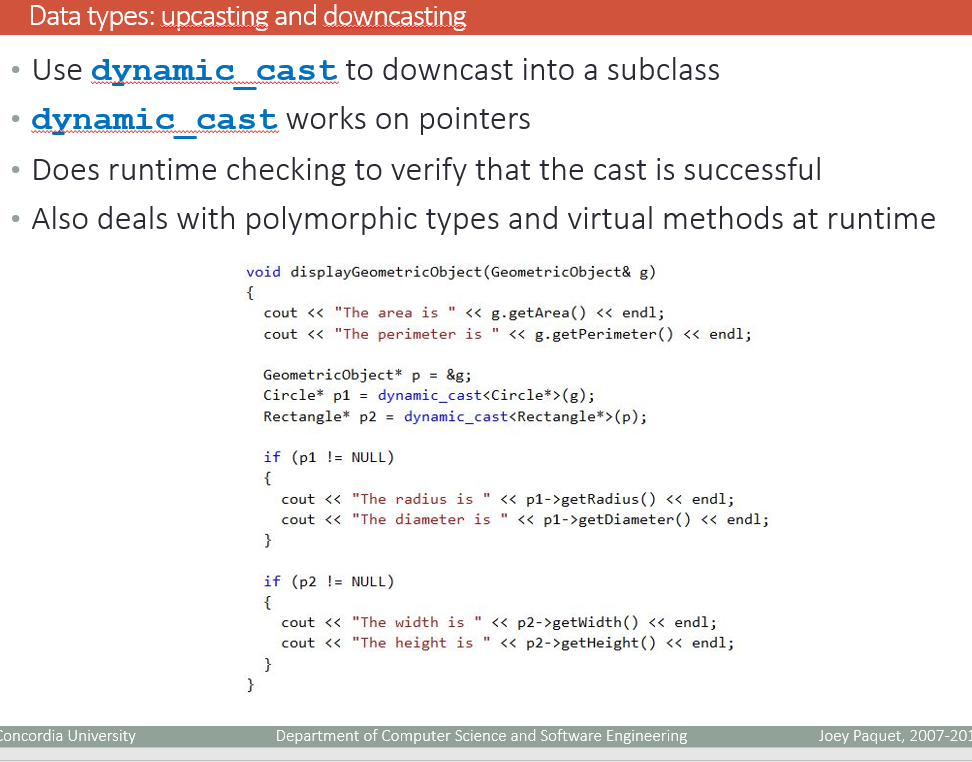 Data types: upcasting and downcasting
• Use dynamic_cast to downcast into a subclass
• dynamic_cast works on pointers
• Does runtime checking to verify that the cast is successful
• Also deals with polymorphic types and virtual methods at runtime
void displayGeometricObject(GeometricObject& g)
{
  cout << "The area is " << g.getArea() << endl;
  cout << "The perimeter is " << g.getPerimeter() << endl;
  GeometricObject* p = &g;
  Circle* p1 = dynamic_cast<Circle*>(g);
  Rectangle* p2 = dynamic_cast<Rectangle*>(p);
  if (p1 != NULL)
  {
    cout << "The radius is " << p1->getRadius() << endl;
    cout << "The diameter is " << p1->getDiameter() << endl;
  }
  if (p2 != NULL)
  {
    cout << "The width is " << p2->getWidth() << endl;
    cout << "The height is " << p2->getHeight() << endl;
  }
}
Concordia University Department of Computer Science and Software Engineering Joey Paquet, 2007-201